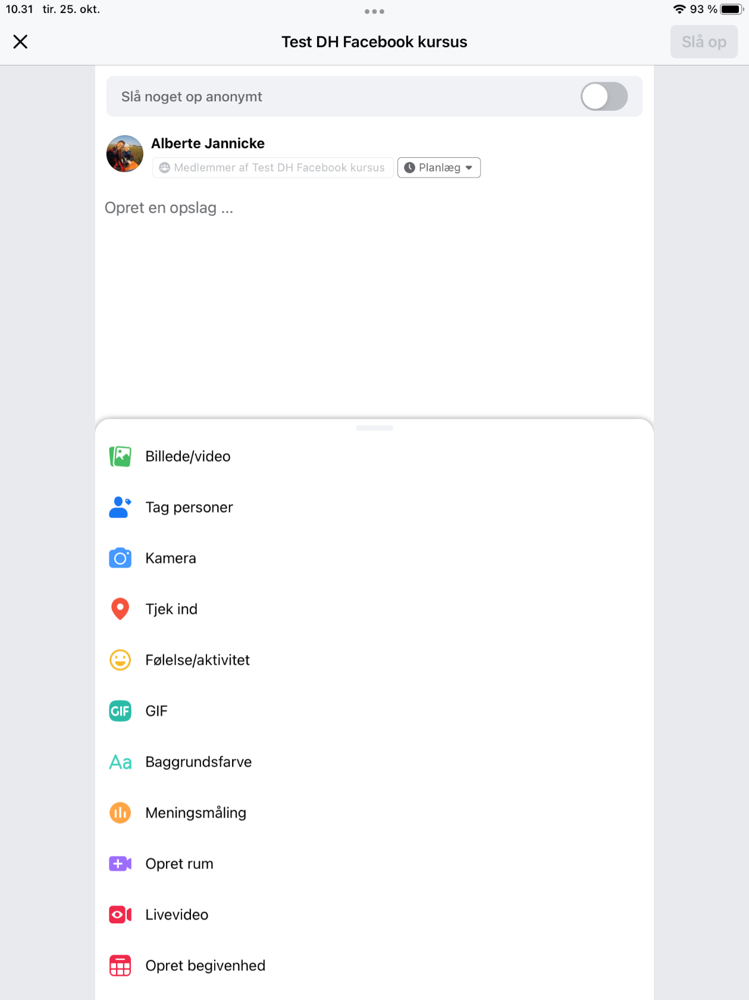 10.31 tir. 25. okt. 93 %
Test DH Facebook kursus
Slå op
Slå noget op anonymt
Alberte Jannicke
Medlemmer af Test DH Facebook kursus Planlæg
Opret en opslag ...
Billede/video
Tag personer
Kamera
Tjek ind
Følelse/aktivitet
GIF GIF
Aa Baggrundsfarve
Meningsmåling
Opret rum
Livevideo
Opret begivenhed